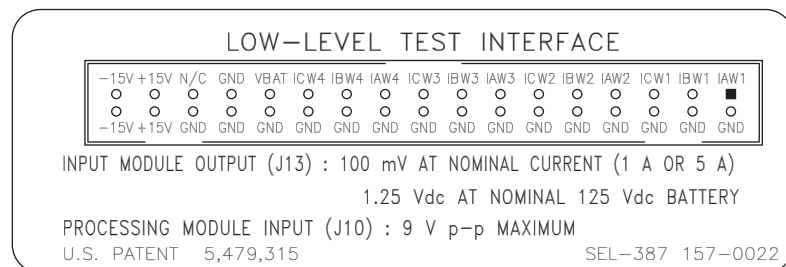 LOW–LEVEL TEST INTERFACE
–15V +15V N/C GND VBAT ICW4 IBW4 IAW4 ICW3 IBW3 IAW3 ICW2 IBW2 IAW2 ICW1 IBW1 IAW1
–15V +15V GND GND GND GND GND GND GND GND GND GND GND GND GND GND GND
INPUT MODULE OUTPUT (J13) : 100 mV AT NOMINAL CURRENT (1 A OR 5 A)
1.25 Vdc AT NOMINAL 125 Vdc BATTERY
PROCESSING MODULE INPUT (J10) : 9 V p–p MAXIMUM
U.S. PATENT 5,479,315 SEL–387 157–0022